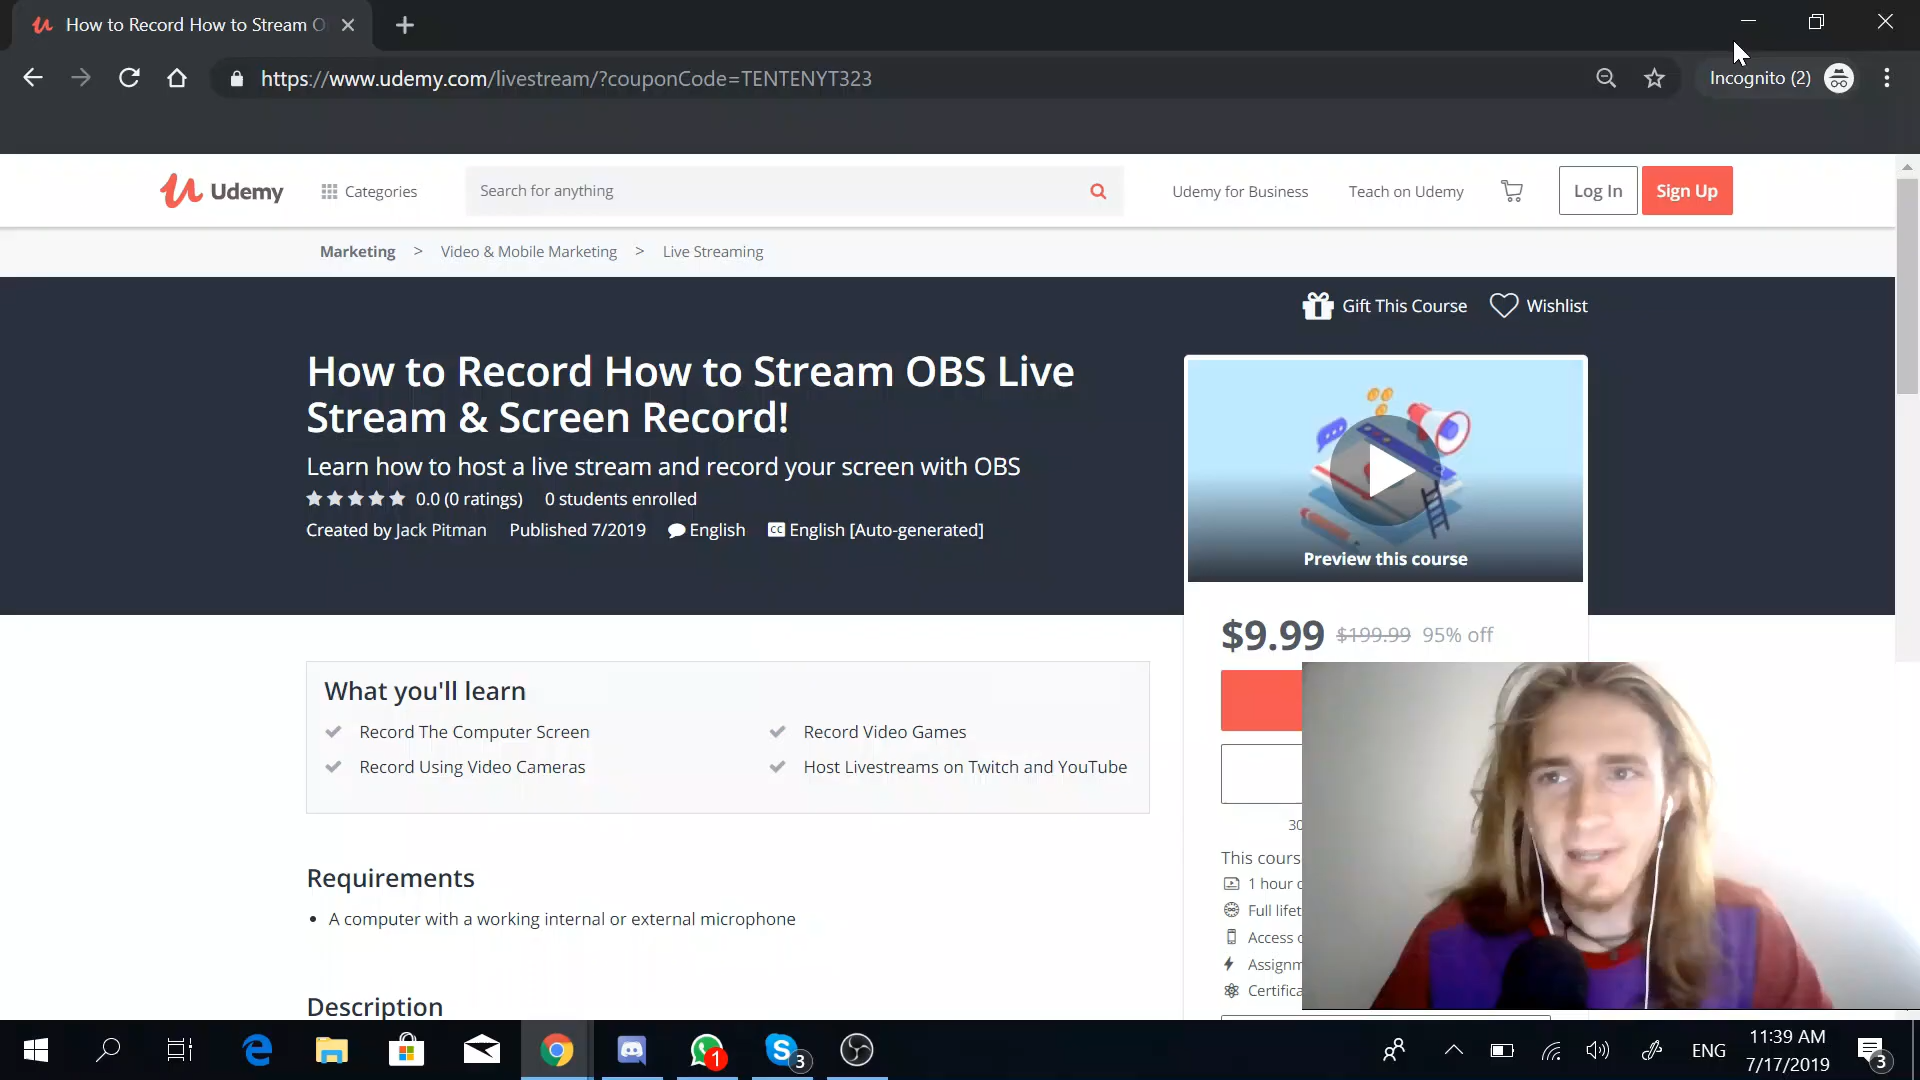 How to Record How to Stream O
https://www.udemy.com/livestream/?couponCode=TENTENYT323
Incognito (2)
Udemy
Categories
Search for anything
Udemy for Business
Teach on Udemy
Log In
Sign Up
Marketing > Video & Mobile Marketing > Live Streaming
Gift This Course
Wishlist
How to Record How to Stream OBS Live
Stream & Screen Record!
Learn how to host a live stream and record your screen with OBS
0.0 (0 ratings) 0 students enrolled
Created by Jack Pitman Published 7/2019 English CC English [Auto-generated]
Preview this course
$9.99 $199.99 95% off
What you'll learn
Record The Computer Screen
Record Video Games
Record Using Video Cameras
Host Livestreams on Twitch and YouTube
30
This cours
1 hour
Full lifet
Access
Assignm
Certifica
Requirements
• A computer with a working internal or external microphone
Description
1
3
ENG
11:39 AM
7/17/2019
3